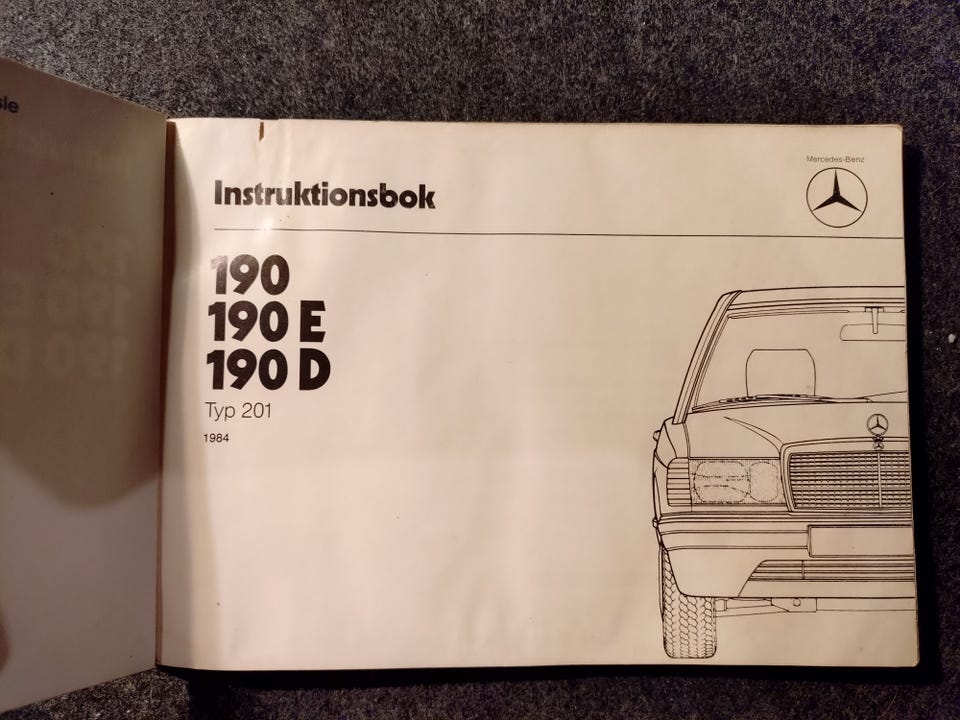 Mercedes-Benz
Instruktionsbok
190
190 E
190 D
Typ 201
1984